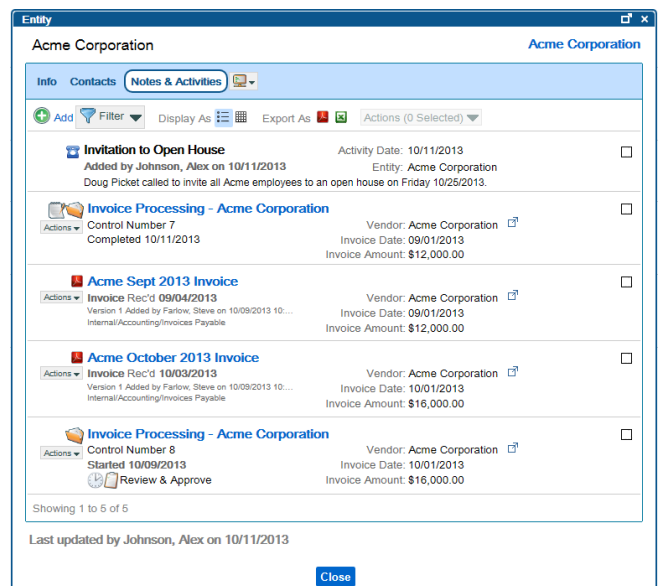 Entity
Acme Corporation
Acme Corporation
Info Contacts Notes & Activities
Add Filter Display As Export As Actions (0 Selected)
Invitation to Open House Activity Date: 10/11/2013
Added by Johnson, Alex on 10/11/2013 Entity: Acme Corporation
Doug Picket called to invite all Acme employees to an open house on Friday 10/25/2013.
Invoice Processing - Acme Corporation
Actions Control Number 7 Vendor: Acme Corporation
Completed 10/11/2013 Invoice Date: 09/01/2013
Invoice Amount: $12,000.00
Acme Sept 2013 Invoice
Actions Invoice Rec'd 09/04/2013 Vendor: Acme Corporation
Version 1 Added by Farlow, Steve on 10/09/2013 10:... Invoice Date: 09/01/2013
Internal/Accounting/Invoices Payable Invoice Amount: $12,000.00
Acme October 2013 Invoice
Actions Invoice Rec'd 10/03/2013 Vendor: Acme Corporation
Version 1 Added by Farlow, Steve on 10/09/2013 10:... Invoice Date: 10/01/2013
Internal/Accounting/Invoices Payable Invoice Amount: $16,000.00
Invoice Processing - Acme Corporation
Actions Control Number 8 Vendor: Acme Corporation
Started 10/09/2013 Invoice Date: 10/01/2013
Review & Approve Invoice Amount: $16,000.00
Showing 1 to 5 of 5
Last updated by Johnson, Alex on 10/11/2013
Close